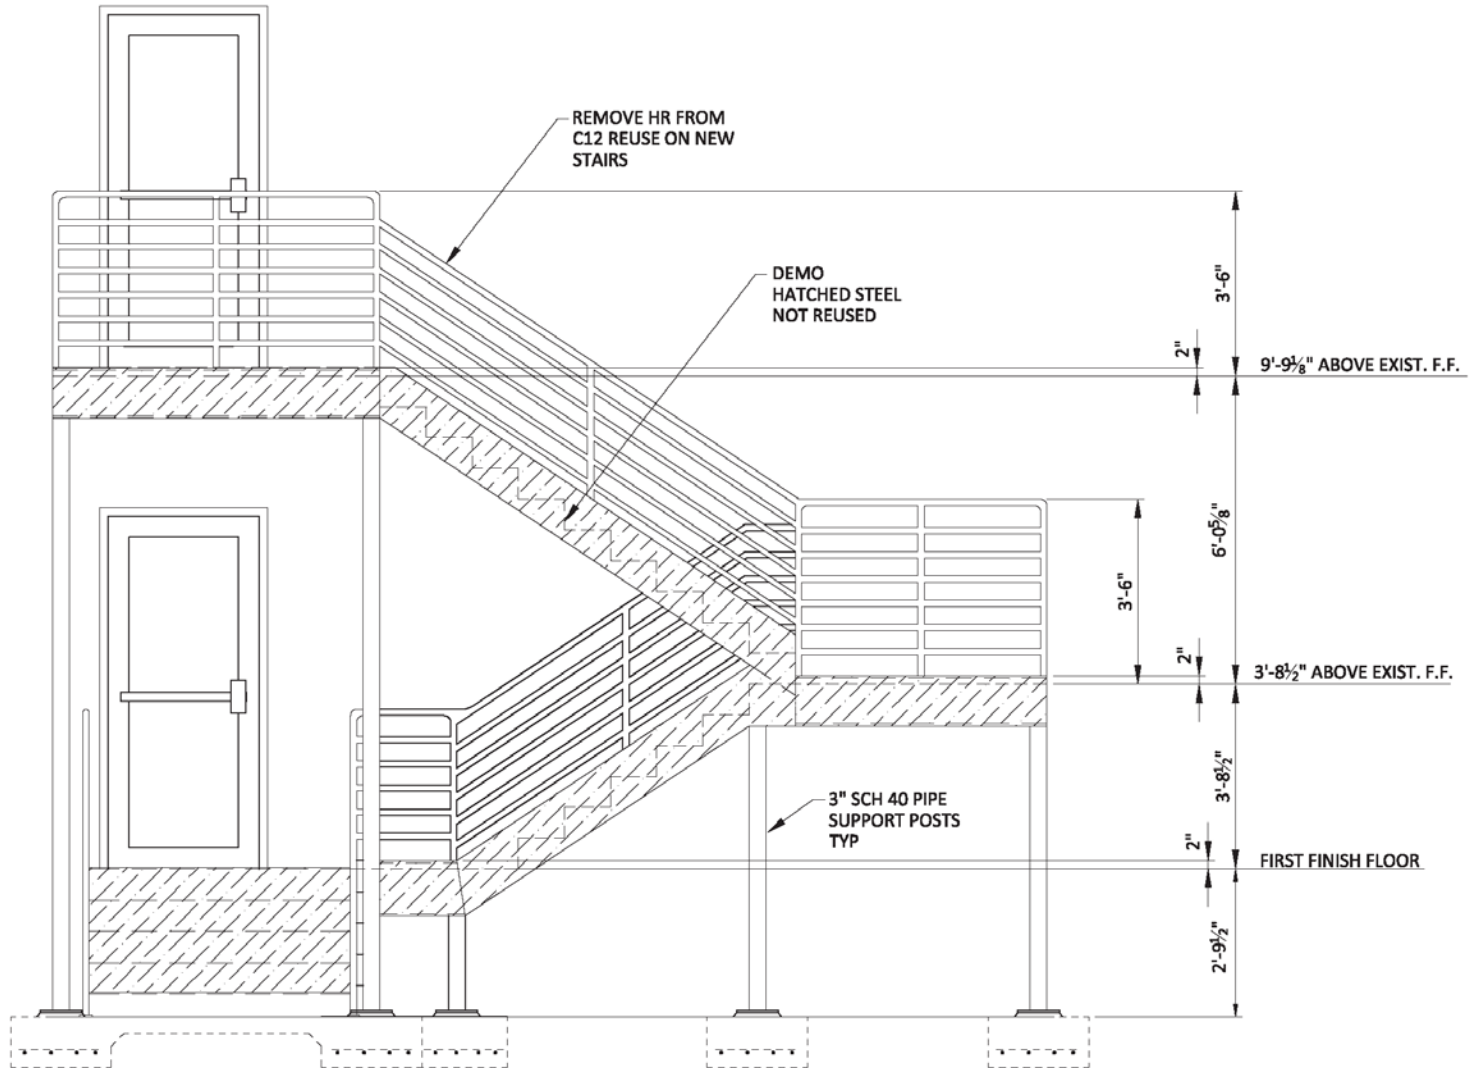 REMOVE HR FROM
C12 REUSE ON NEW
STAIRS
DEMO
HATCHED STEEL
NOT REUSED
3'-6"
2"
9'-9⅛" ABOVE EXIST. F.F.
6'-0⅝"
3'-6"
2"
3'-8½" ABOVE EXIST. F.F.
3'-8½"
3" SCH 40 PIPE
SUPPORT POSTS
TYP
2"
FIRST FINISH FLOOR
2'-9½"